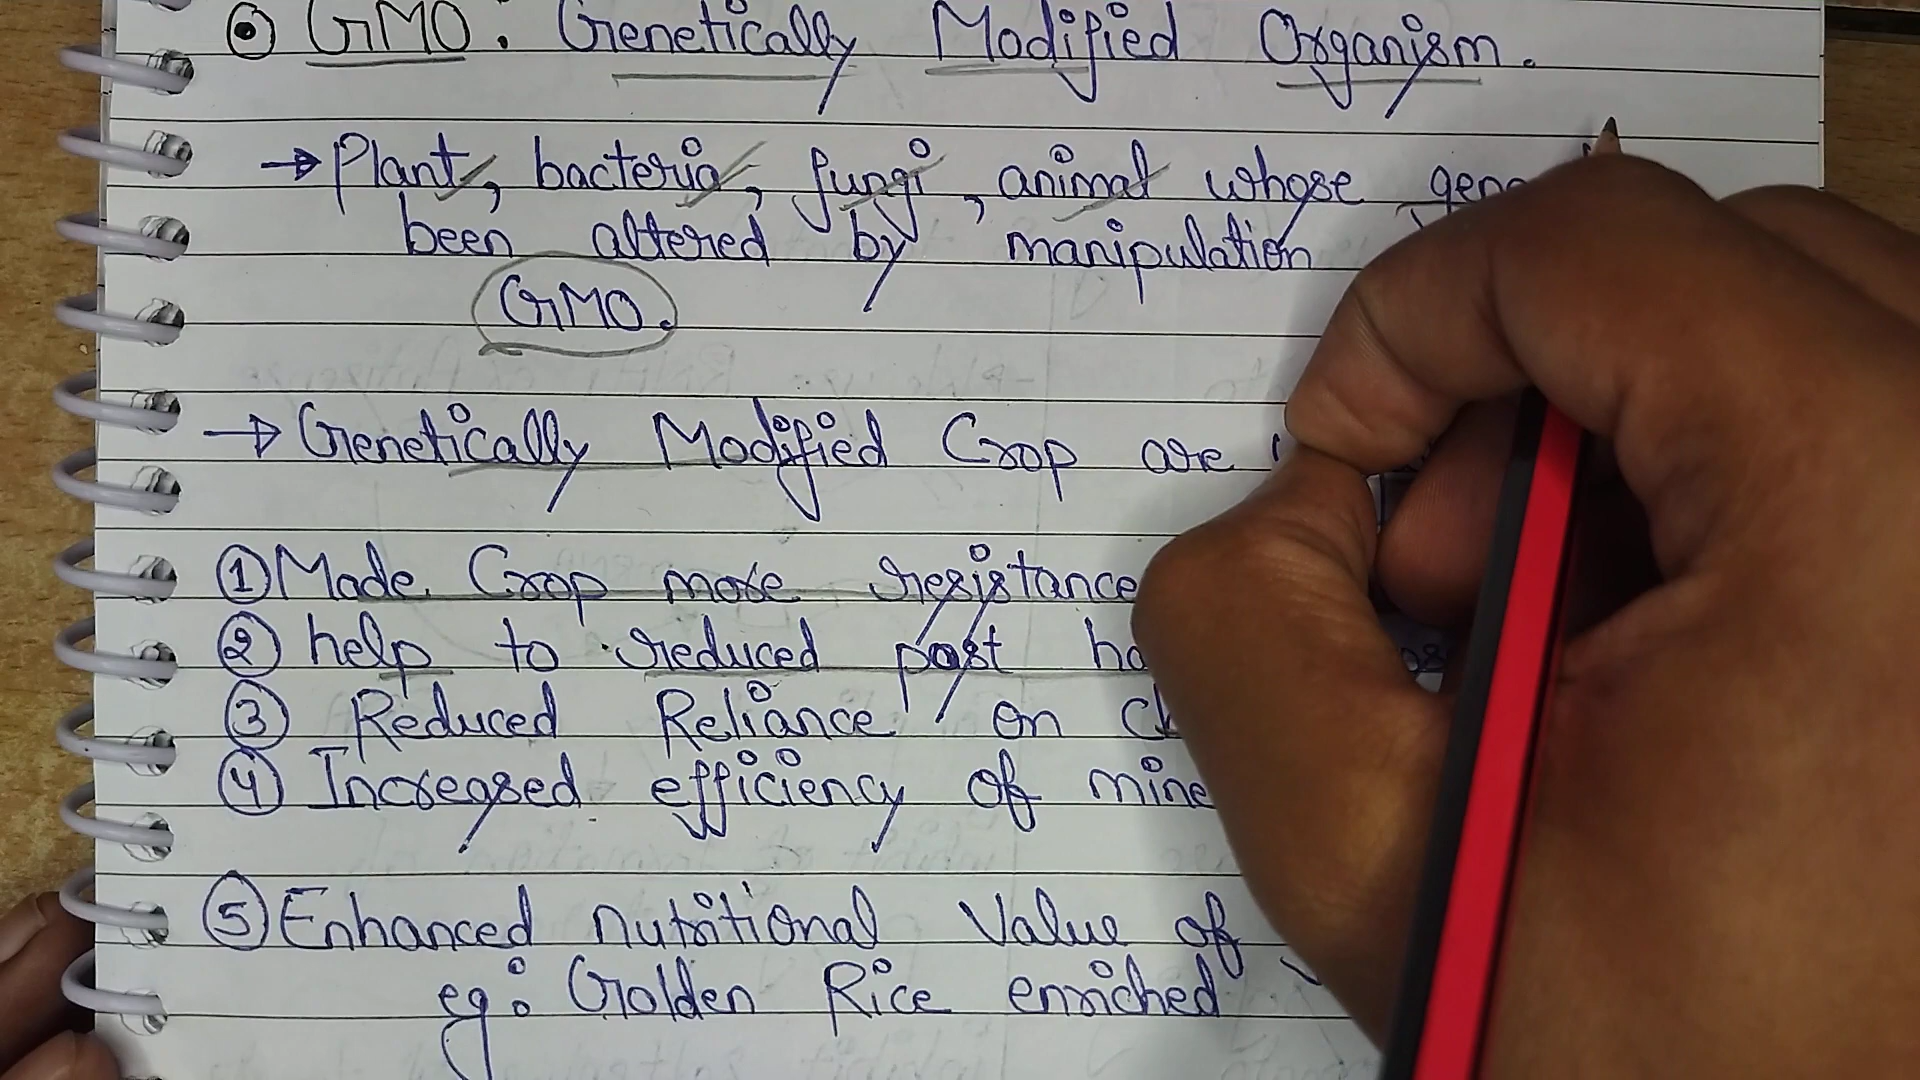 GMO: Genetically Modified Organism.
→ Plant, bacteria, fungi, animal whose
been altered by manipulation
GMO.
→ Genetically Modified Crop are
① Made Crop more resistance
② help to reduced post
③ Reduced Reliance on
④ Increased efficiency of
⑤ Enhanced nutritional Value of
eg: Golden Rice enriched